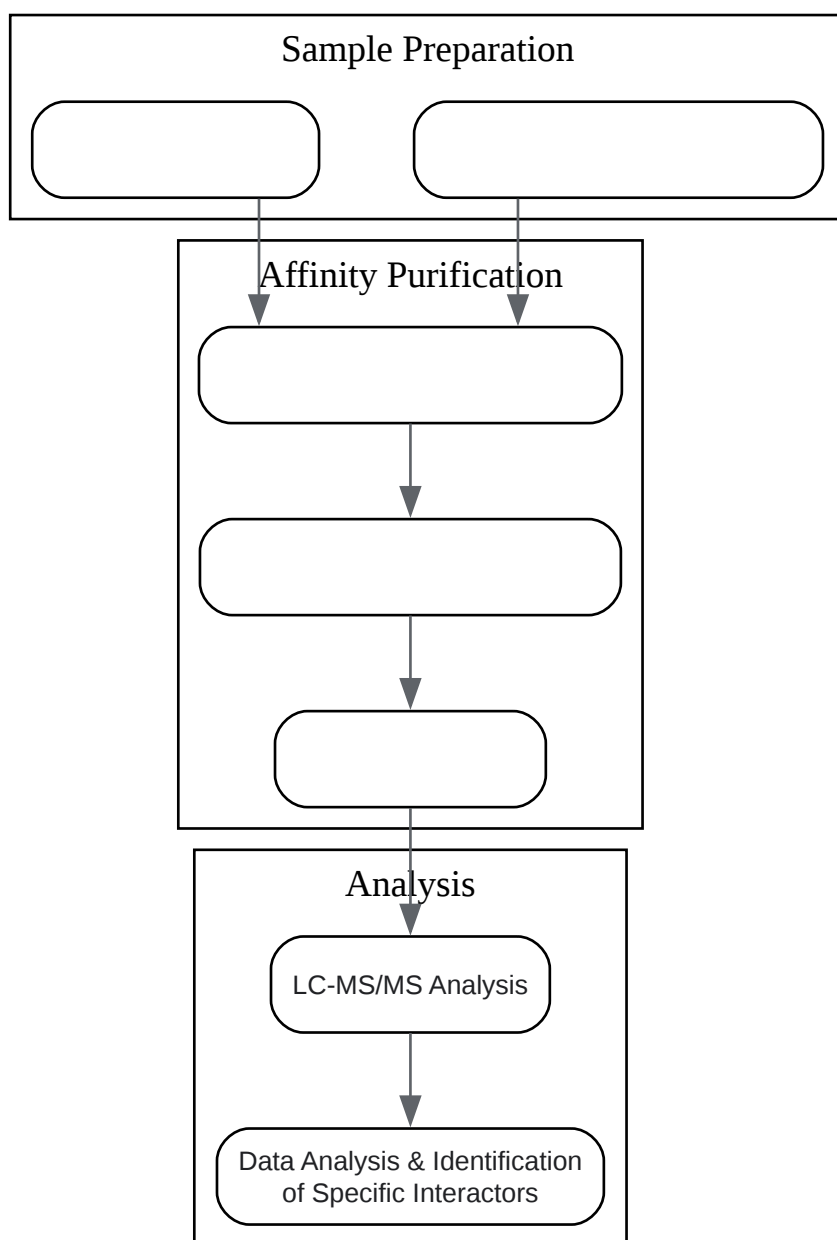 Sample Preparation
Affinity Purification
Analysis
LC-MS/MS Analysis
Data Analysis & Identification
of Specific Interactors